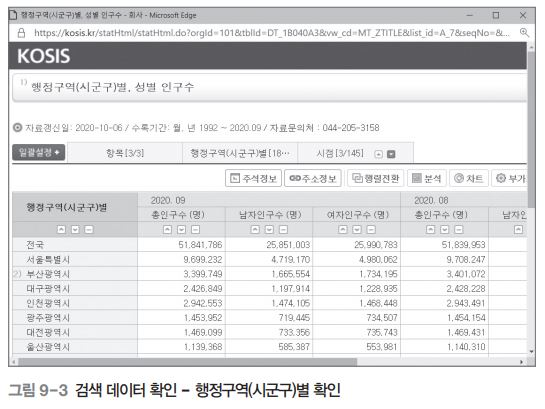 행정구역(시군구)별, 성별 인구수 - 회사 - Microsoft Edge
https://kosis.kr/statHtml/statHtml.do?orgId=101&tblId=DT_1B040A3&vw_cd=MT_ZTITLE&list_id=A_7&seqNo=&...
KOSIS
1) 행정구역(시군구)별, 성별 인구수
자료갱신일: 2020-10-06 / 수록기간: 월, 년 1992 ~ 2020.09 / 자료문의처 : 044-205-3158
일괄설정 + 항목[3/3] 행정구역(시군구)별[18··· 시점[3/145]
주석정보 주소정보 행렬전환 분석 차트 부가
행정구역(시군구)별 2020. 09 2020. 08
총인구수 (명) 남자인구수 (명) 여자인구수 (명) 총인구수 (명) 남자인
전국 51,841,786 25,851,003 25,990,783 51,839,953
서울특별시 9,699,232 4,719,170 4,980,062 9,708,247
2) 부산광역시 3,399,749 1,665,554 1,734,195 3,401,072
대구광역시 2,426,849 1,197,914 1,228,935 2,428,228
인천광역시 2,942,553 1,474,105 1,468,448 2,943,491
광주광역시 1,453,952 719,445 734,507 1,454,154
대전광역시 1,469,099 733,356 735,743 1,469,431
울산광역시 1,139,368 585,387 553,981 1,140,310
그림 9-3 검색 데이터 확인 - 행정구역(시군구)별 확인